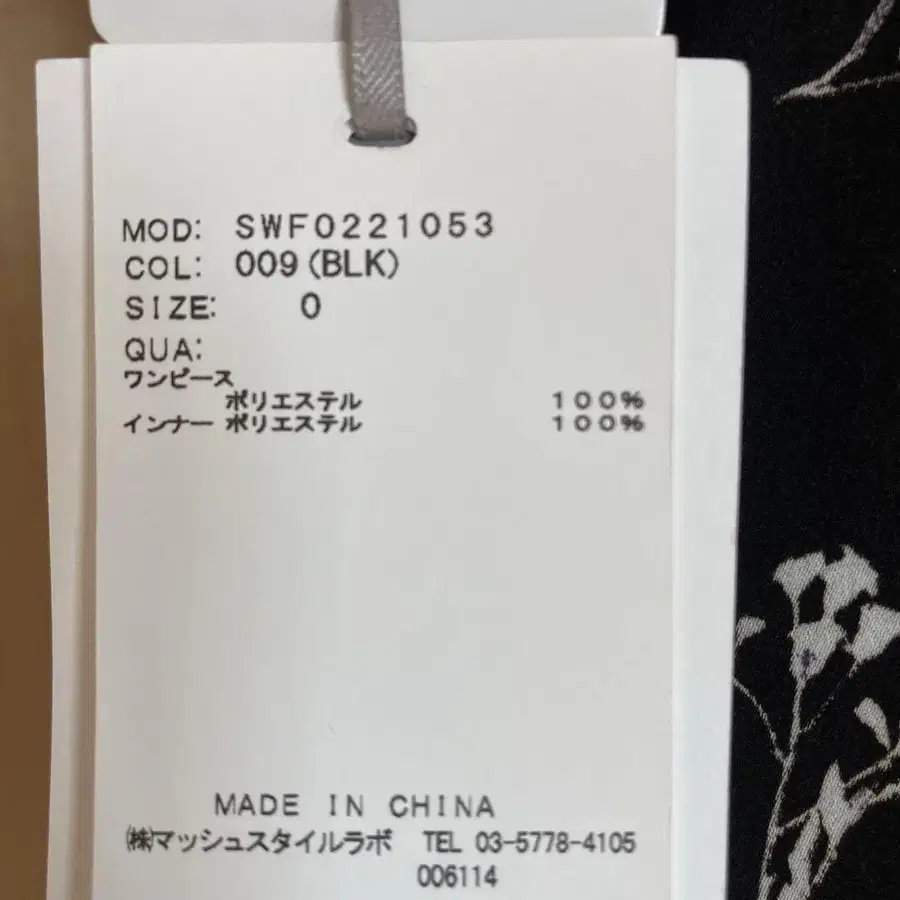 MOD: SWF0221053
COL: 009(BLK)
SIZE: 0
QUA:
ワンピース
ポリエステル 100%
インナー ポリエステル 100%
MADE IN CHINA
㈱マッシュスタイルラボ TEL 03-5778-4105
006114